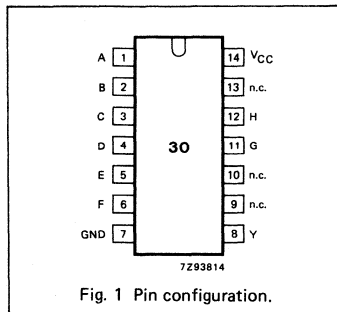 A 1 14 VCC
B 2 13 n.c.
C 3 12 H
D 4 30 11 G
E 5 10 n.c.
F 6 9 n.c.
GND 7 8 Y
7Z93814
Fig. 1 Pin configuration.